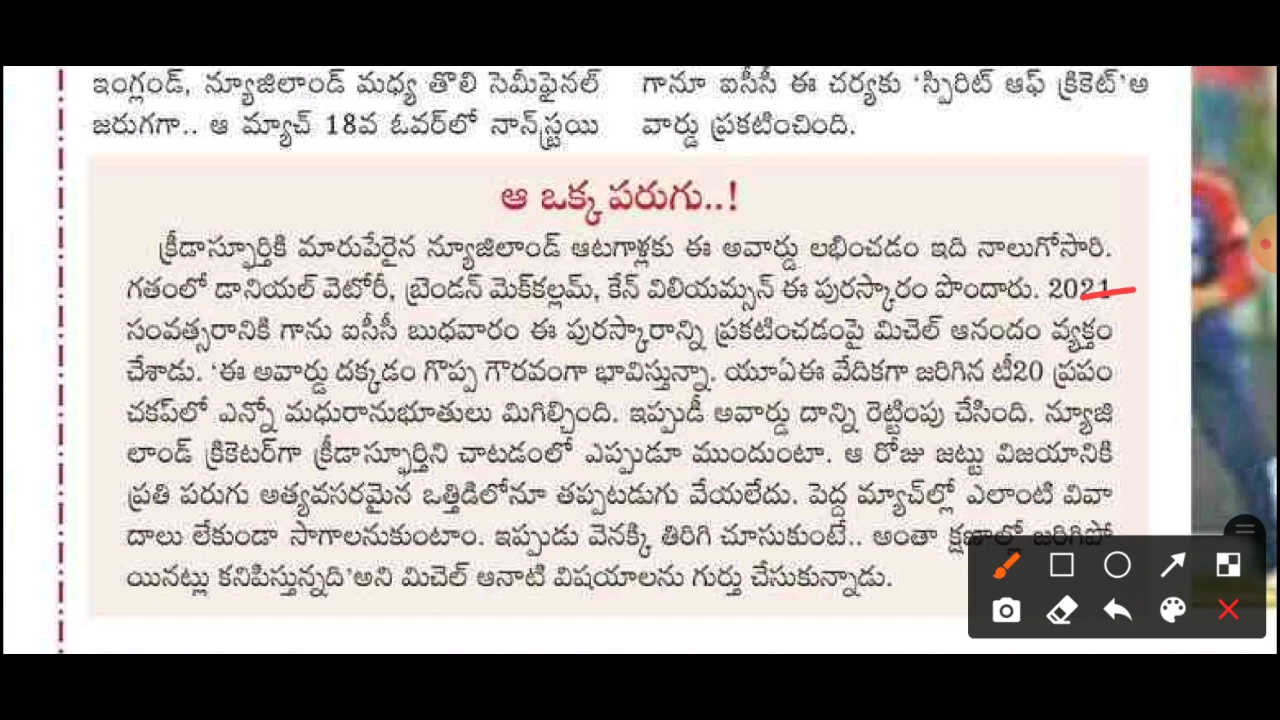 ఇంగ్లండ్, న్యూజిలాండ్ మధ్య తొలి సెమీఫైనల్
జరుగగా.. ఆ మ్యాచ్ 18వ ఓవర్‌లో నాన్‌స్ట్రయి
గానూ ఐసీసీ ఈ చర్యకు ‘స్పిరిట్ ఆఫ్ క్రికెట్’అ
వార్డు ప్రకటించింది.
ఆ ఒక్క పరుగు..!
క్రీడాస్ఫూర్తికి మారుపేరైన న్యూజిలాండ్ ఆటగాళ్లకు ఈ అవార్డు లభించడం ఇది నాలుగోసారి.
గతంలో డానియల్ వెటోరీ, బ్రెండన్ మెక్‌కల్లమ్, కేన్ విలియమ్సన్ ఈ పురస్కారం పొందారు. 2021
సంవత్సరానికి గాను ఐసీసీ బుధవారం ఈ పురస్కారాన్ని ప్రకటించడంపై మిచెల్ ఆనందం వ్యక్తం
చేశాడు. ‘ఈ అవార్డు దక్కడం గొప్ప గౌరవంగా భావిస్తున్నా. యూఏఈ వేదికగా జరిగిన టీ20 ప్రపం
చకప్‌లో ఎన్నో మధురానుభూతులు మిగిల్చింది. ఇప్పుడీ అవార్డు దాన్ని రెట్టింపు చేసింది. న్యూజి
లాండ్ క్రికెటర్‌గా క్రీడాస్ఫూర్తిని చాటడంలో ఎప్పుడూ ముందుంటా. ఆ రోజు జట్టు విజయానికి
ప్రతి పరుగు అత్యవసరమైన ఒత్తిడిలోనూ తప్పటడుగు వేయలేదు. పెద్ద మ్యాచ్‌ల్లో ఎలాంటి వివా
దాలు లేకుండా సాగాలనుకుంటాం. ఇప్పుడు వెనక్కి తిరిగి చూసుకుంటే.. అంతా క్షణాల్లో జరిగిపో
యినట్లు కనిపిస్తున్నది’అని మిచెల్ ఆనాటి విషయాలను గుర్తు చేసుకున్నాడు.